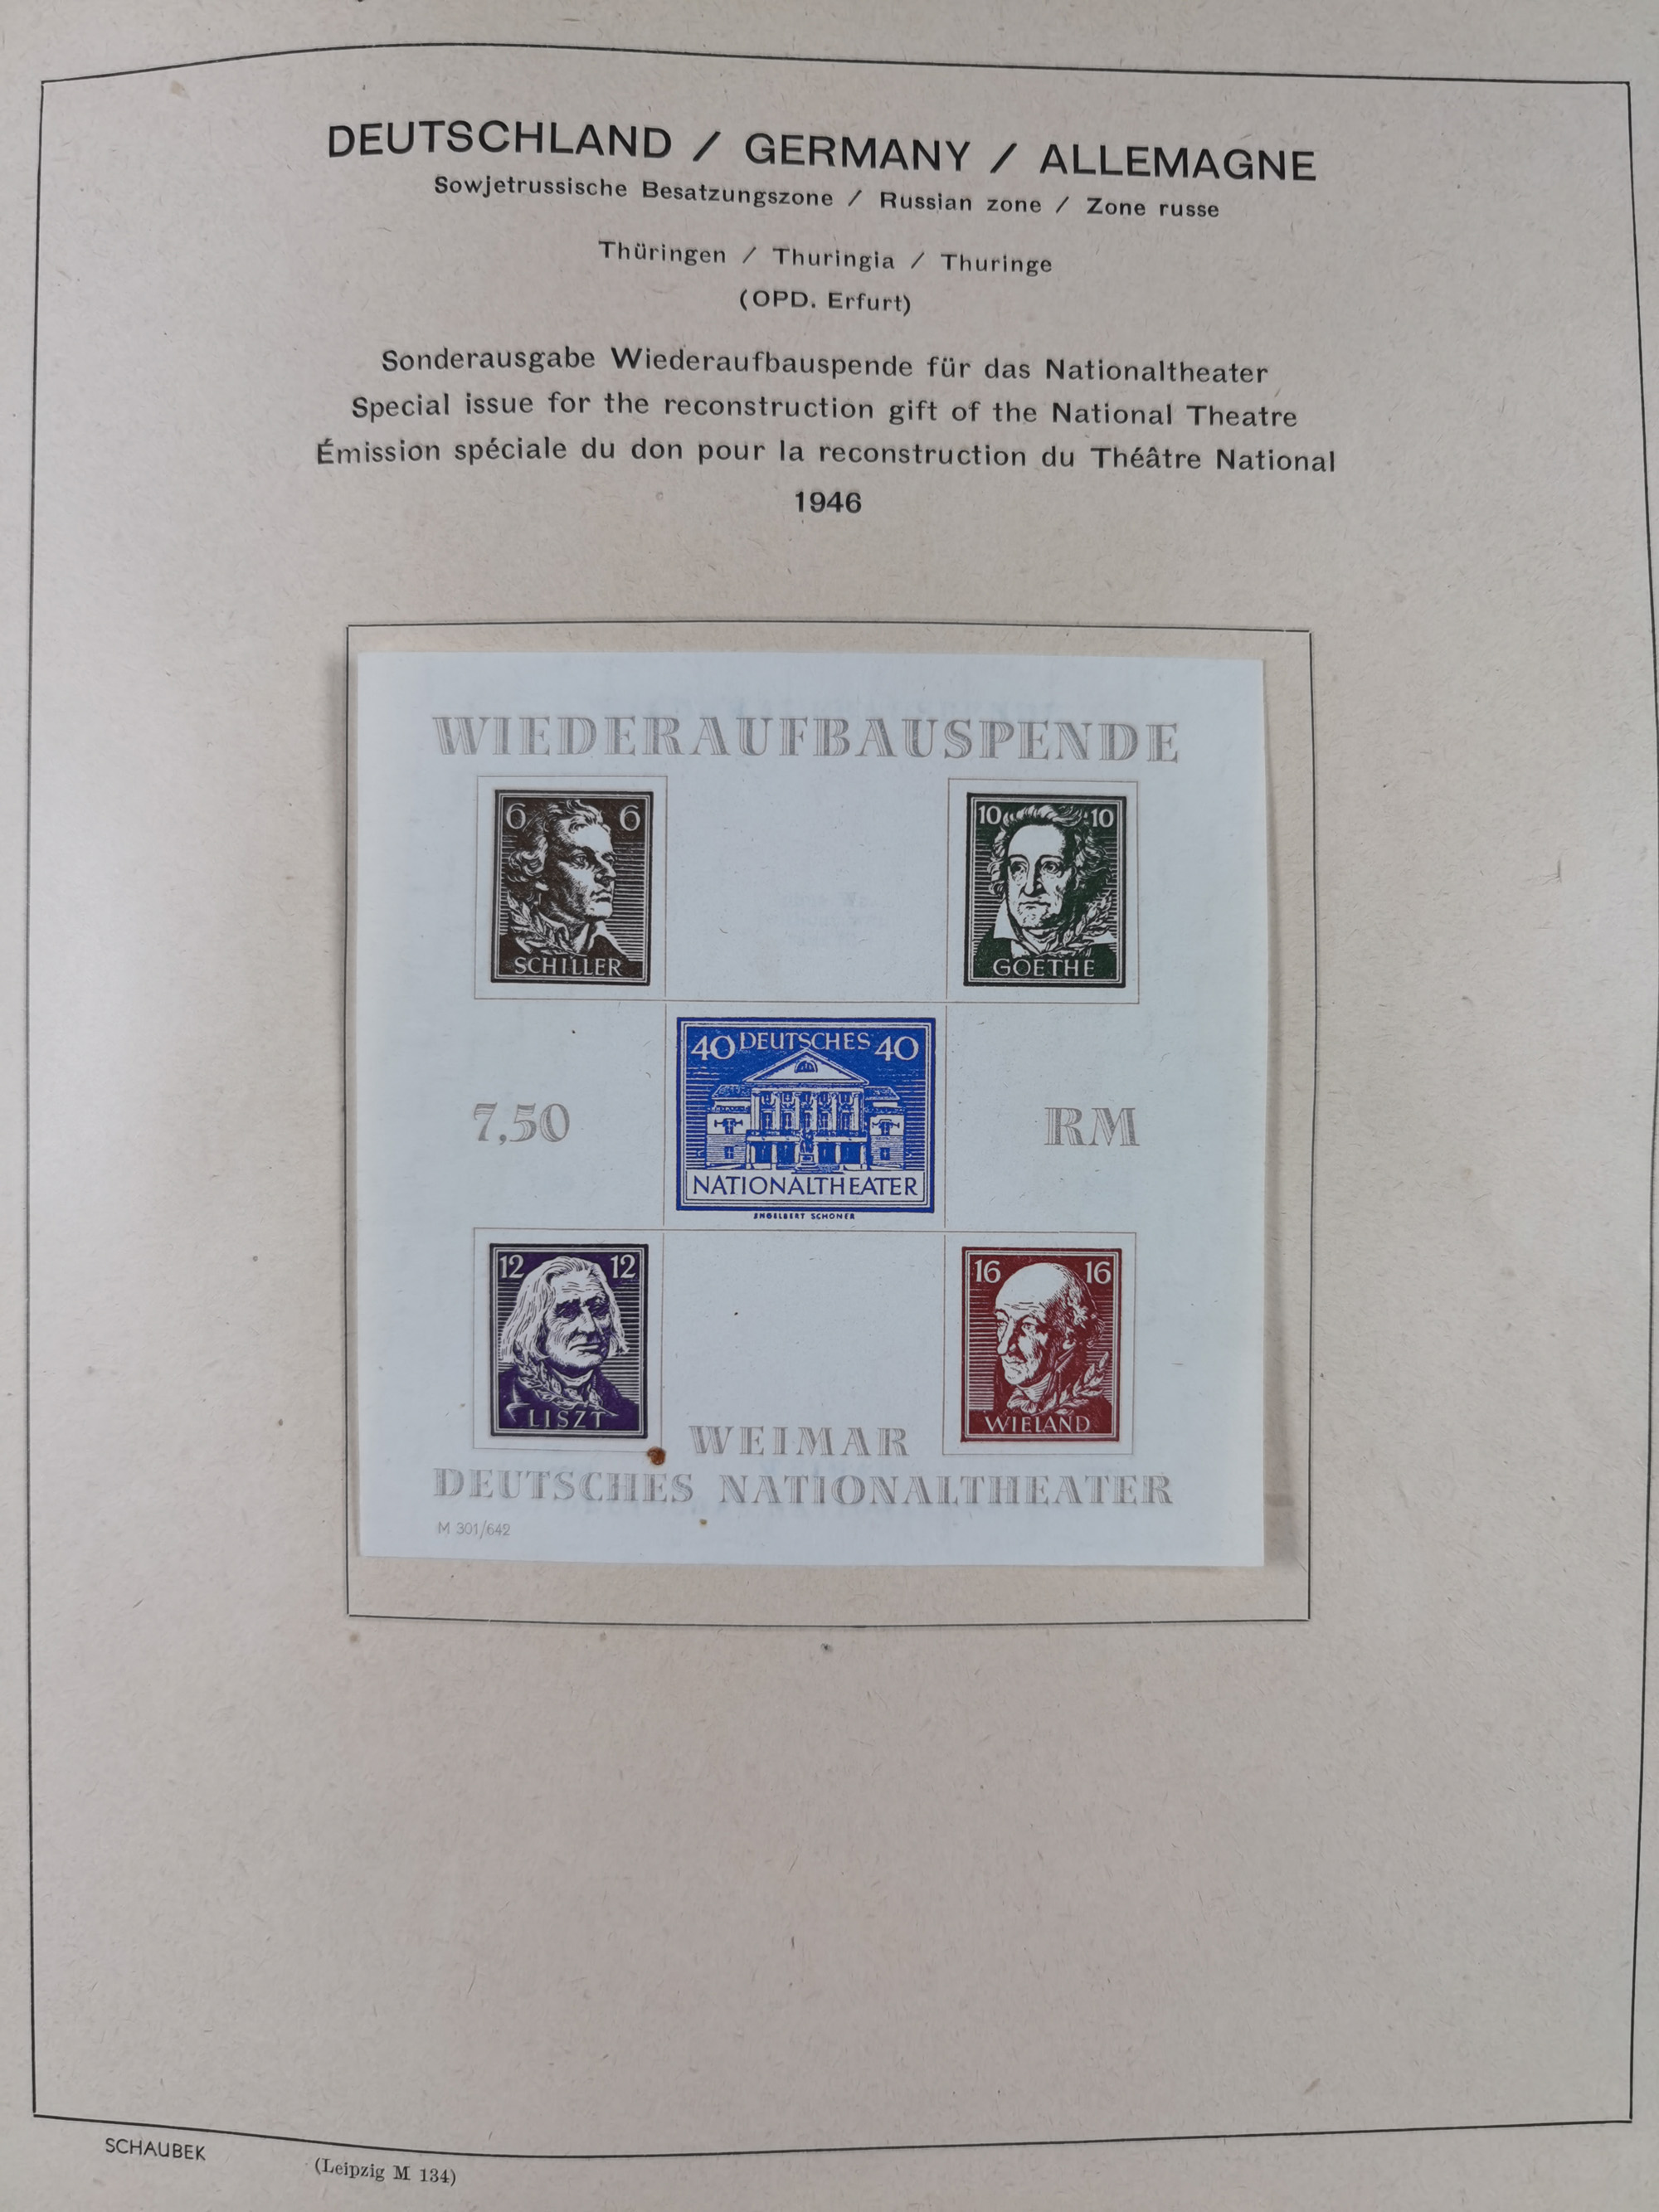 DEUTSCHLAND / GERMANY / ALLEMAGNE
Sowjetrussische Besatzungszone / Russian zone / Zone russe
Thüringen / Thuringia / Thuringe
(OPD. Erfurt)
Sonderausgabe Wiederaufbauspende für das Nationaltheater
Special issue for the reconstruction gift of the National Theatre
Émission spéciale du don pour la reconstruction du Théâtre National
1946
WIEDERAUFBAUSPENDE
6 6
SCHILLER
10 10
GOETHE
7,50
40 DEUTSCHES 40
NATIONALTHEATER
ENGELBERT SCHONER
RM
12 12
LISZT
16 16
WIELAND
WEIMAR
DEUTSCHES NATIONALTHEATER
M 301/642
SCHAUBEK
(Leipzig M 134)